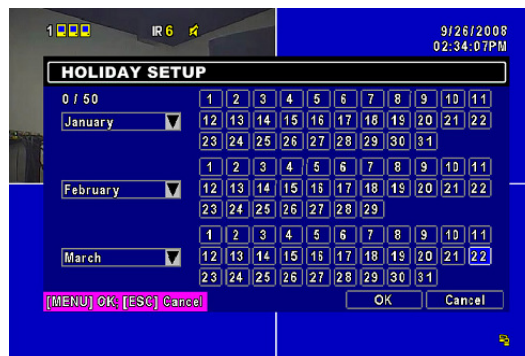 1 IR 6 9/26/2008
02:34:07PM
HOLIDAY SETUP
0 / 50 1 2 3 4 5 6 7 8 9 10 11
January 12 13 14 15 16 17 18 19 20 21 22
23 24 25 26 27 28 29 30 31
1 2 3 4 5 6 7 8 9 10 11
February 12 13 14 15 16 17 18 19 20 21 22
23 24 25 26 27 28 29
1 2 3 4 5 6 7 8 9 10 11
March 12 13 14 15 16 17 18 19 20 21 22
23 24 25 26 27 28 29 30 31
[MENU] OK, [ESC] Cancel OK Cancel